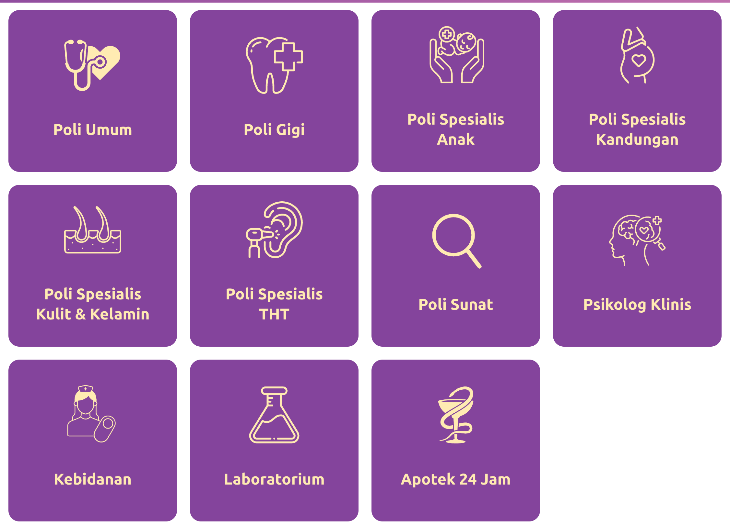 Poli Umum
Poli Gigi
Poli Spesialis
Anak
Poli Spesialis
Kandungan
Poli Spesialis
Kulit & Kelamin
Poli Spesialis
THT
Poli Sunat
Psikolog Klinis
Kebidanan
Laboratorium
Apotek 24 Jam